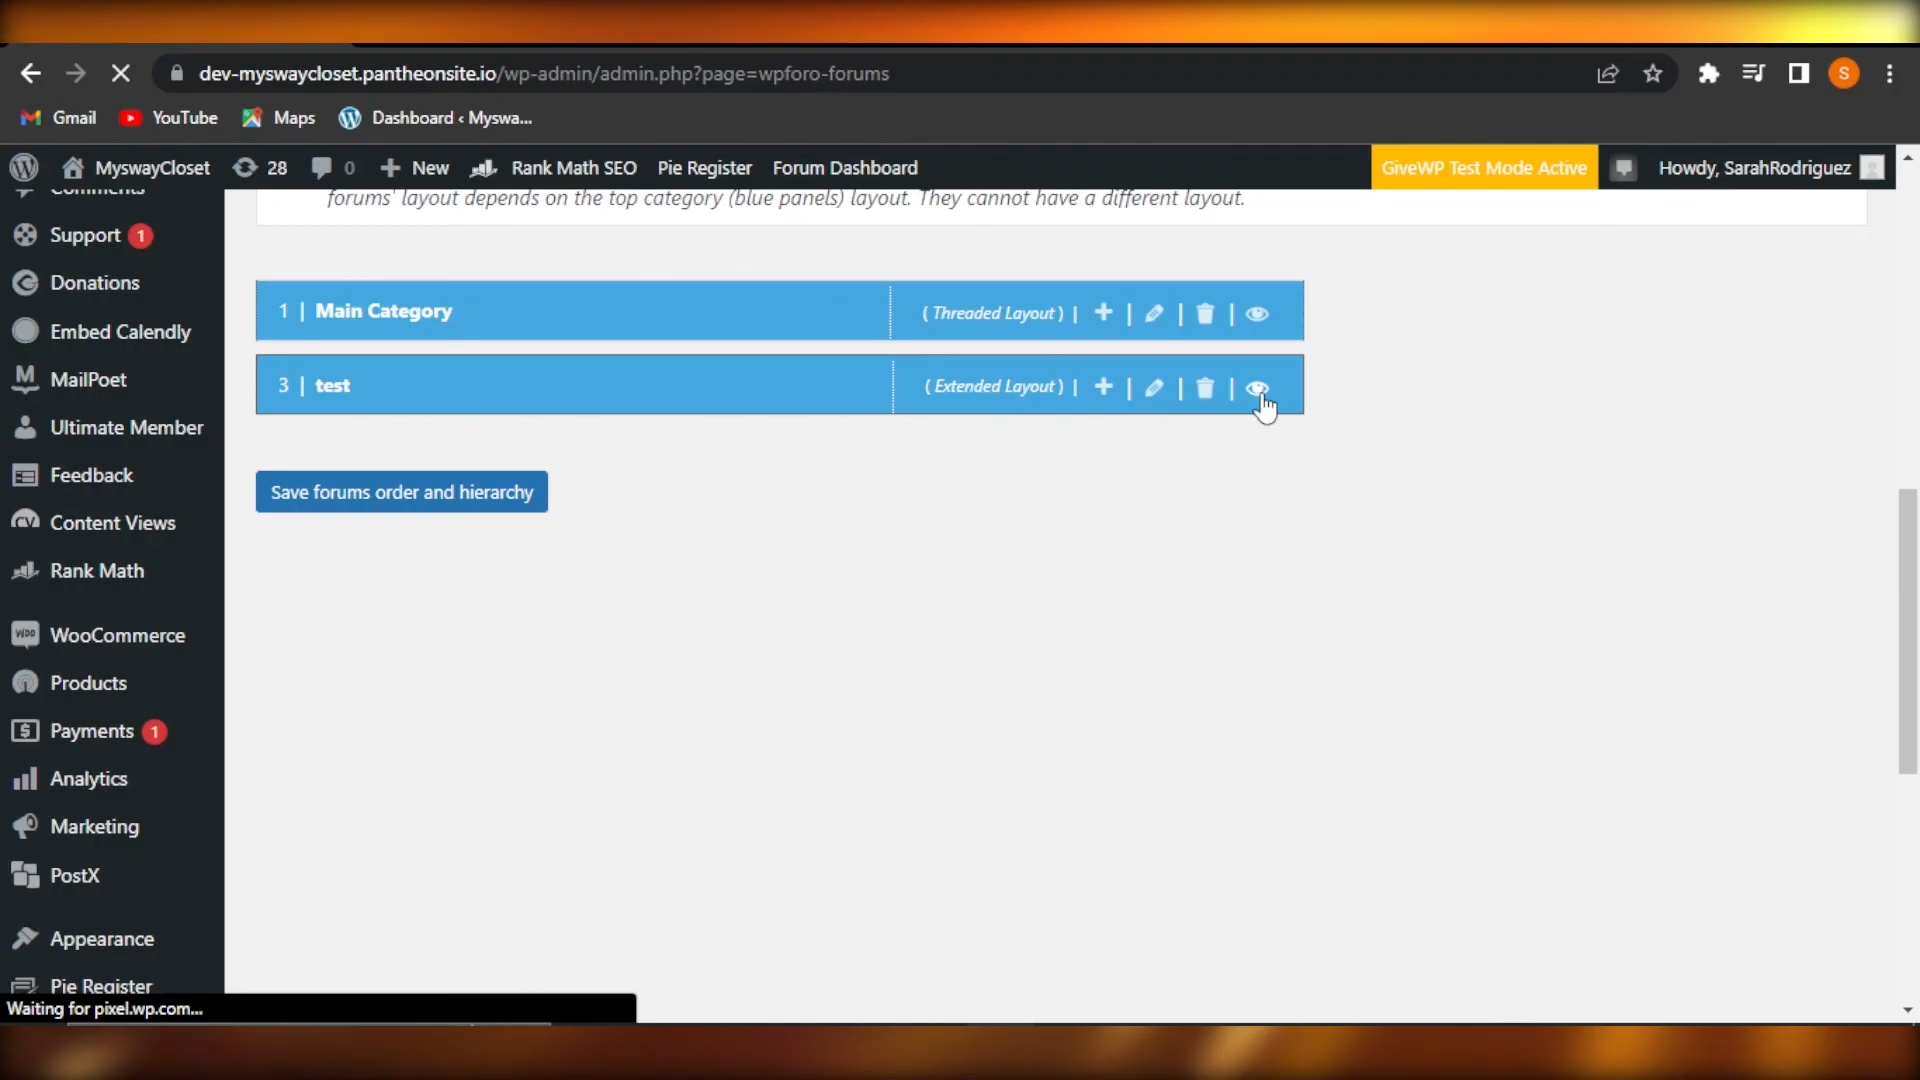 dev-myswaycloset.pantheonsite.io/wp-admin/admin.php?page=wpforo-forums
S
Gmail YouTube Maps Dashboard ‹ Myswa...
MyswayCloset 28 0 New Rank Math SEO Pie Register Forum Dashboard GiveWP Test Mode Active Howdy, SarahRodriguez
Comments
forums' layout depends on the top category (blue panels) layout. They cannot have a different layout.
Support 1
Donations
Embed Calendly
MailPoet
Ultimate Member
Feedback
Content Views
Rank Math
WooCommerce
Products
Payments 1
Analytics
Marketing
PostX
Appearance
Pie Register
1 | Main Category ( Threaded Layout ) | | | |
3 | test ( Extended Layout ) | | | |
Save forums order and hierarchy
Waiting for pixel.wp.com...